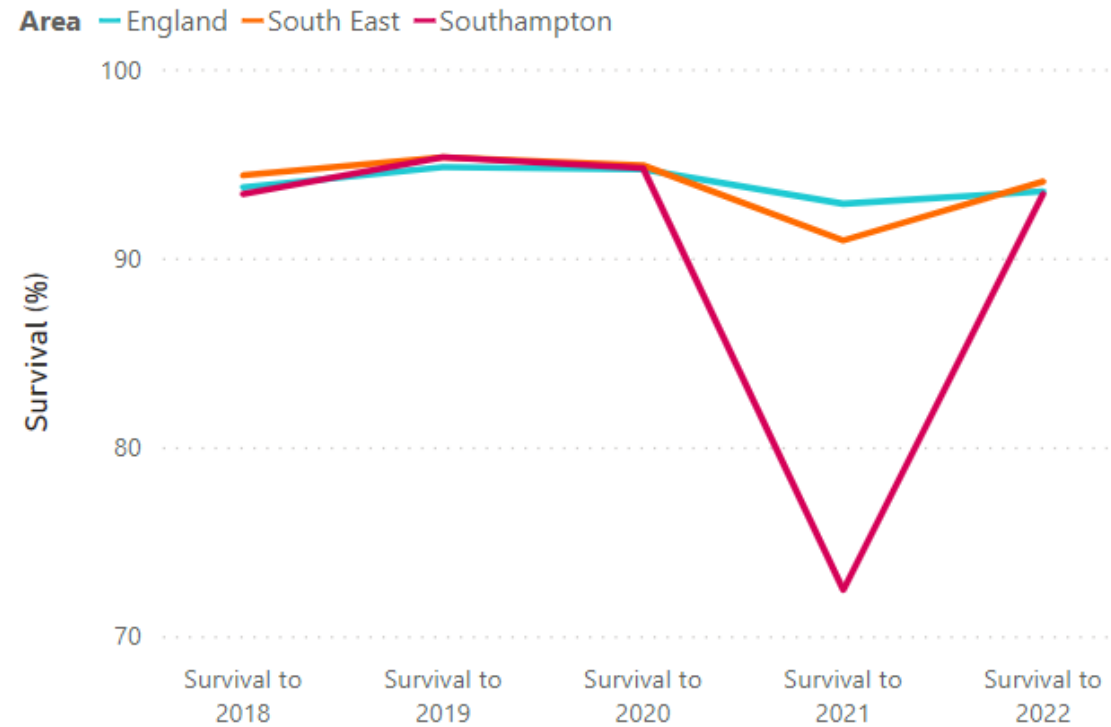 Area England South East Southampton
100
90
80
70
Survival (%)
Survival to 2018
Survival to 2019
Survival to 2020
Survival to 2021
Survival to 2022